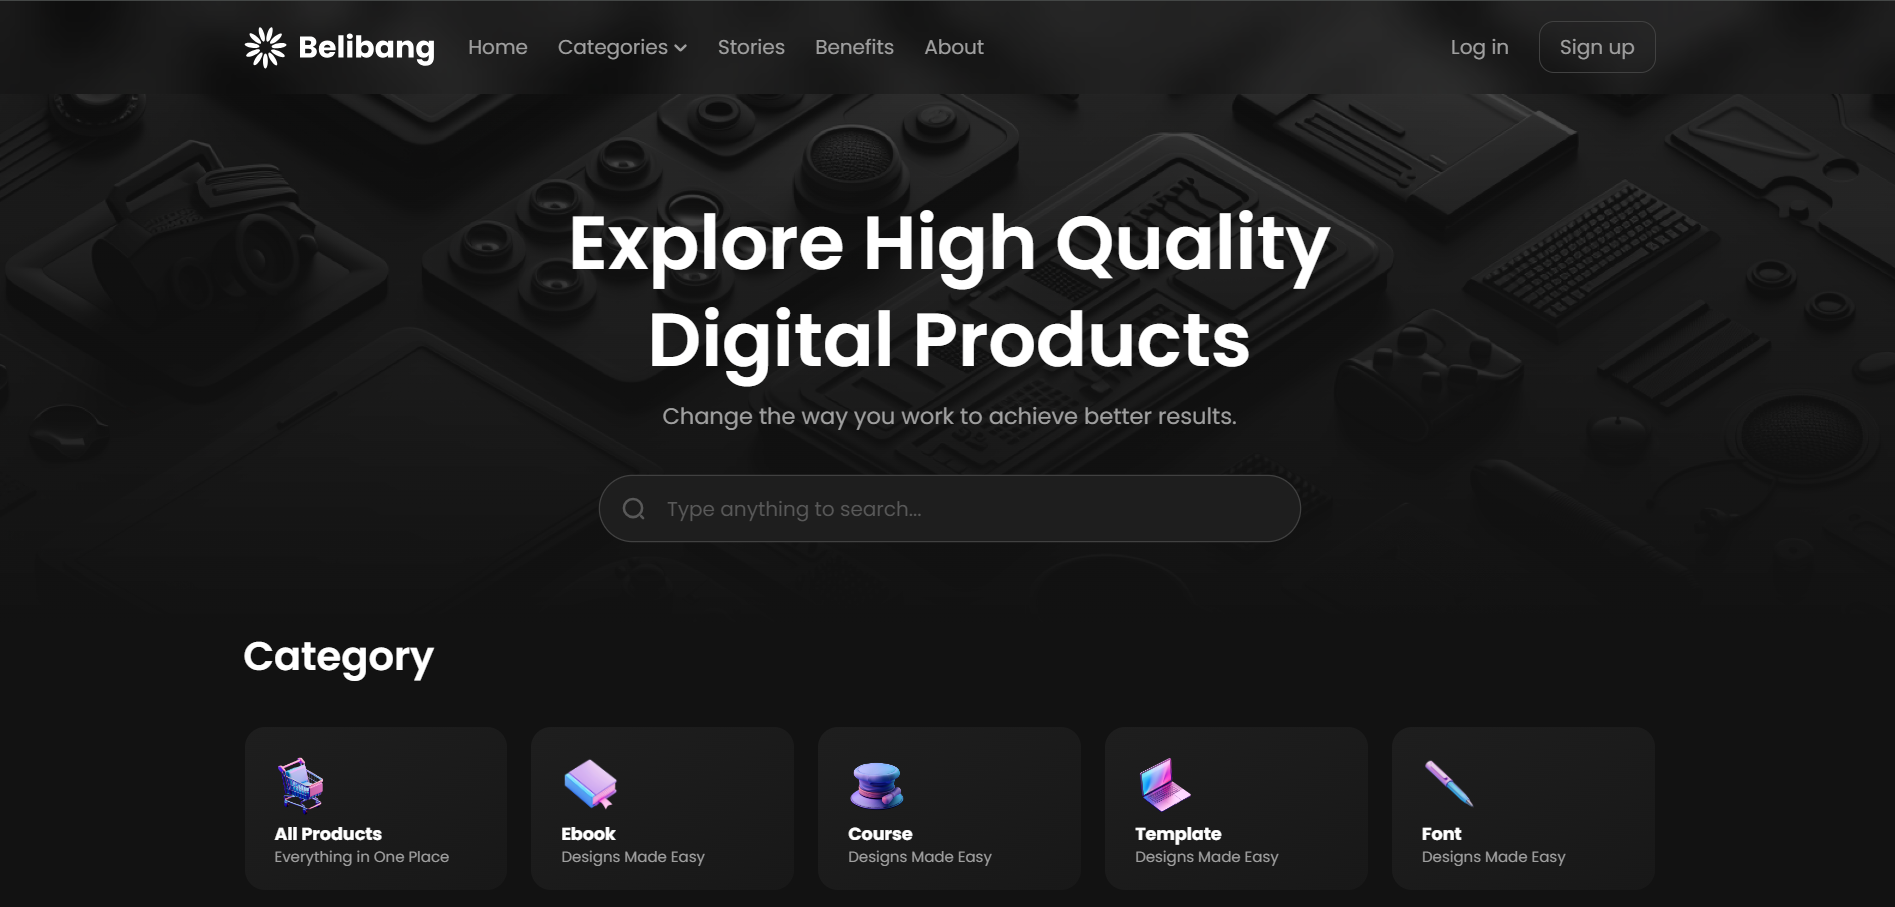 Belibang
Home
Categories
Stories
Benefits
About
Log in
Sign up
Explore High Quality
Digital Products
Change the way you work to achieve better results.
Type anything to search...
Category
All Products
Everything in One Place
Ebook
Designs Made Easy
Course
Designs Made Easy
Template
Designs Made Easy
Font
Designs Made Easy